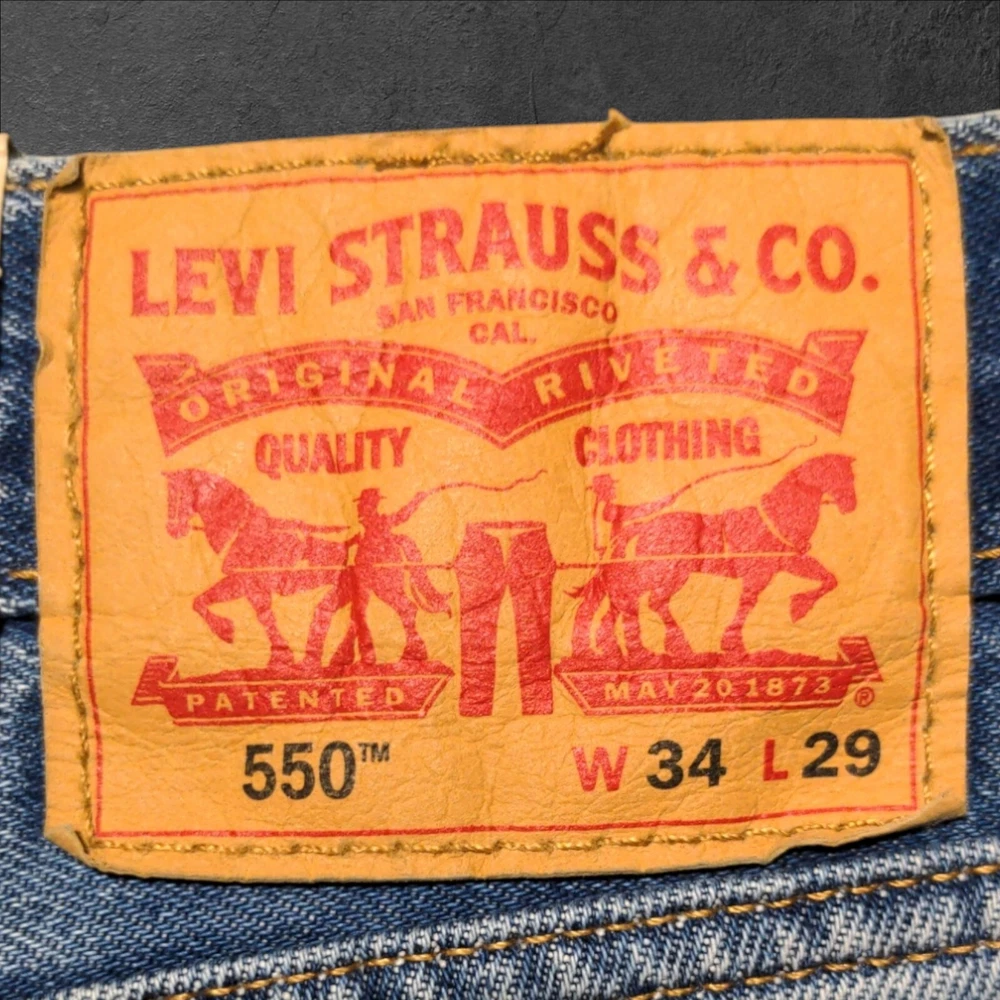 LEVI STRAUSS & CO.
SAN FRANCISCO
CAL.
ORIGINAL RIVETED
QUALITY CLOTHING
PATENTED MAY 20 1873 ®
550™ W 34 L 29